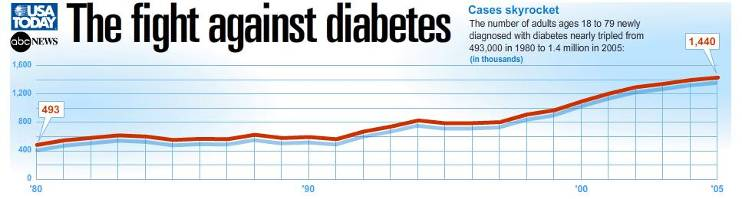 USA
TODAY
abc NEWS
The fight against diabetes
Cases skyrocket
The number of adults ages 18 to 79 newly
diagnosed with diabetes nearly tripled from
493,000 in 1980 to 1.4 million in 2005:
(in thousands)
1,440
1,600
1,200
493
800
400
0
'80
'90
'00
'05